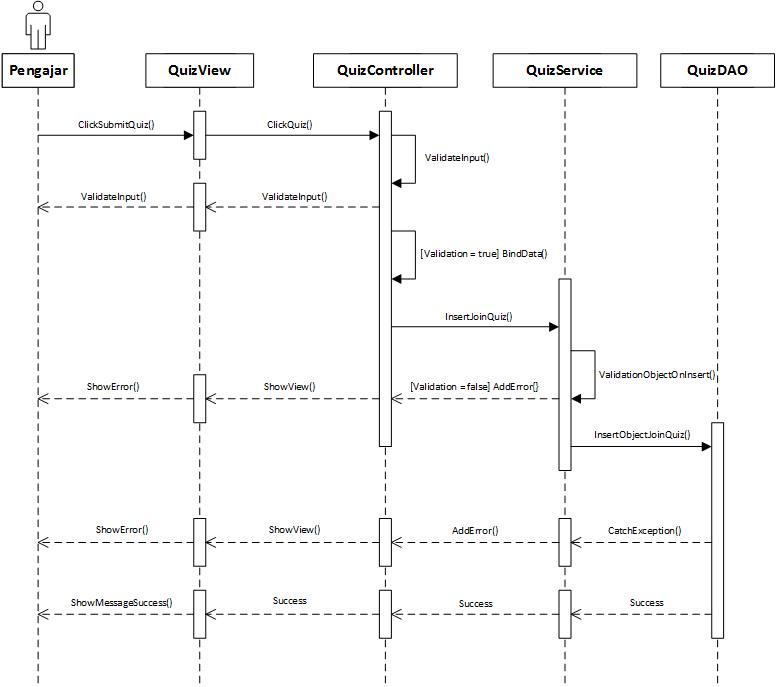 Pengajar
QuizView
QuizController
QuizService
QuizDAO
ClickSubmitQuiz()
ClickQuiz()
ValidateInput()
ValidateInput()
ValidateInput()
[Validation = true] BindData()
InsertJoinQuiz()
ValidationObjectOnInsert()
ShowError()
ShowView()
[Validation = false] AddError{}
InsertObjectJoinQuiz()
ShowError()
ShowView()
AddError()
CatchException()
ShowMessageSuccess()
Success
Success
Success